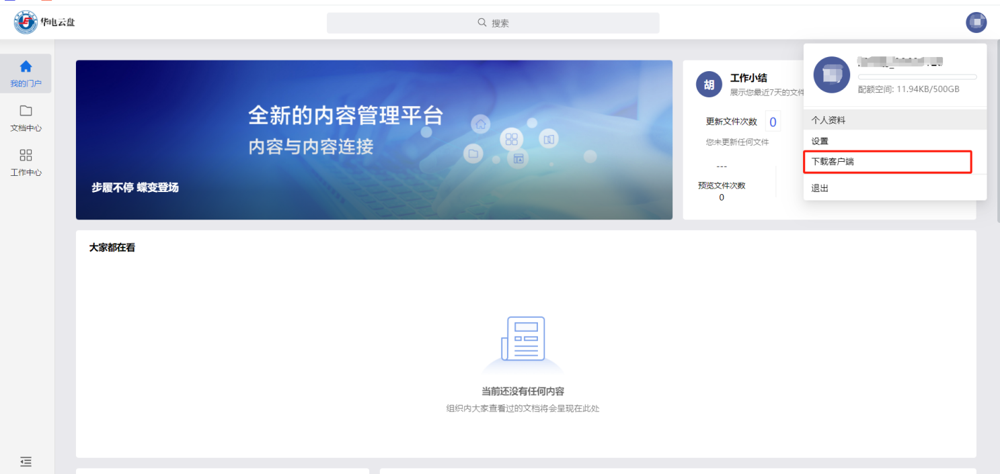 华电云盘
搜索
我的门户
文档中心
工作中心
全新的内容管理平台
内容与内容连接
步履不停 蝶变登场
胡
工作小结
展示您最近7天的文件
更新文件次数 0
您未更新任何文件
---
预览文件次数
0
配额空间: 11.94KB/500GB
个人资料
设置
下载客户端
退出
大家都在看
当前还没有任何内容
组织内大家查看过的文档将会呈现在此处